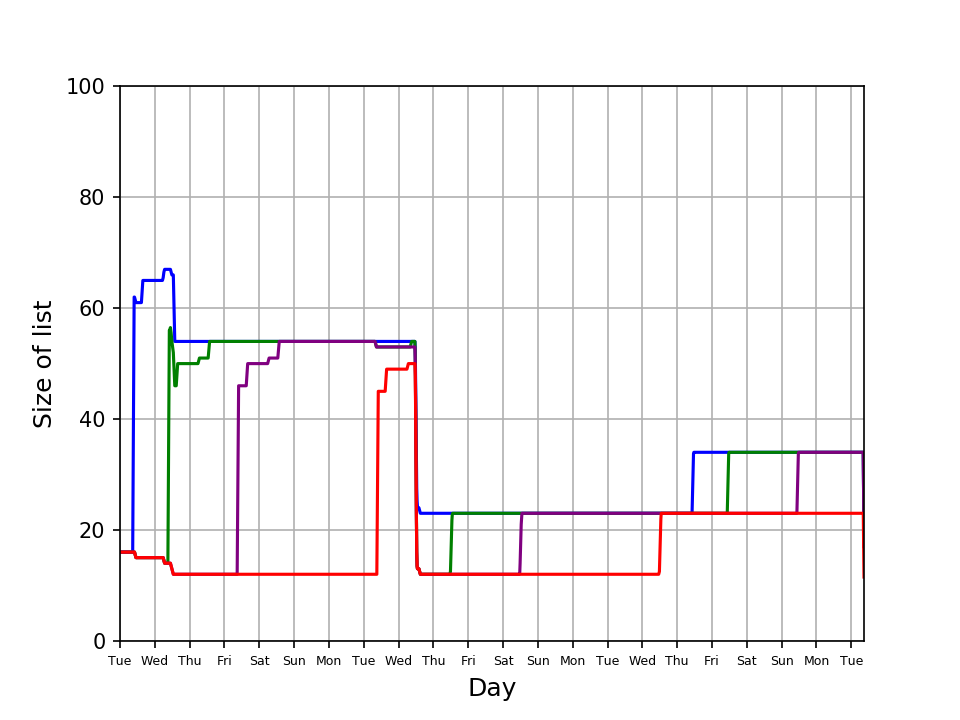 100
80
60
40
20
0
Size of list
Tue Wed Thu Fri Sat Sun Mon Tue Wed Thu Fri Sat Sun Mon Tue Wed Thu Fri Sat Sun Mon Tue
Day